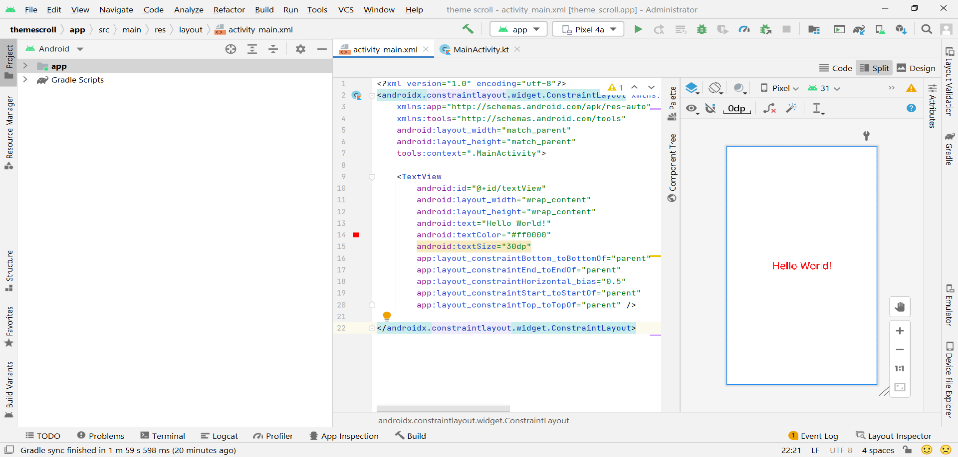 File Edit View Navigate Code Analyze Refactor Build Run Tools VCS Window Help theme scroll - activity_main.xml [theme_scroll.app] - Administrator
themescroll app src main res layout activity_main.xml app Pixel 4a
Android activity_main.xml MainActivity.kt
Code Split Design
app
Gradle Scripts
Project
Resource Manager
Structure
Favorites
Build Variants
1 <?xml version="1.0" encoding="utf-8"?> 1
2 <androidx.constraintlayout.widget.ConstraintLayout xmlns:
3 xmlns:app="http://schemas.android.com/apk/res-auto"
4 xmlns:tools="http://schemas.android.com/tools"
5 android:layout_width="match_parent"
6 android:layout_height="match_parent"
7 tools:context=".MainActivity">
8
9 <TextView
10 android:id="@+id/textView"
11 android:layout_width="wrap_content"
12 android:layout_height="wrap_content"
13 android:text="Hello World!"
14 android:textColor="#ff0000"
15 android:textSize="30dp"
16 app:layout_constraintBottom_toBottomOf="parent"
17 app:layout_constraintEnd_toEndOf="parent"
18 app:layout_constraintHorizontal_bias="0.5"
19 app:layout_constraintStart_toStartOf="parent"
20 app:layout_constraintTop_toTopOf="parent" />
21
22 </androidx.constraintlayout.widget.ConstraintLayout>
androidx.constraintlayout.widget.ConstraintLayout
Palette
Component Tree
Pixel 31
0dp
Hello World!
1:1
Attributes
Layout Validation
Gradle
Emulator
Device File Explorer
TODO Problems Terminal Logcat Profiler App Inspection Build 1 Event Log Layout Inspector
Gradle sync finished in 1 m 59 s 598 ms (20 minutes ago) 22:21 LF UTF-8 4 spaces